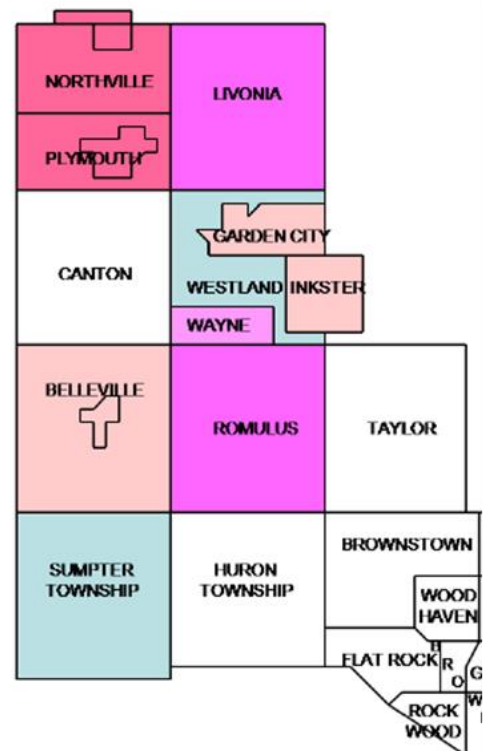 NORTHVILLE
LIVONIA
PLYMOUTH
GARDEN CITY
CANTON
WESTLAND
INKSTER
WAYNE
BELLEVILLE
ROMULUS
TAYLOR
BROWNSTOWN
SUMPTER
TOWNSHIP
HURON
TOWNSHIP
WOOD
HAVEN
FLAT ROCK
B
R
O
G
W
ROCK
WOOD